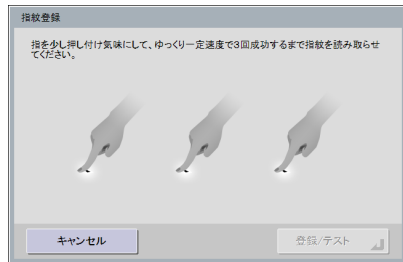 指紋登録
指を少し押し付け気味にして、ゆっくり一定速度で3回成功するまで指紋を読み取らせ
てください。
キャンセル
登録/テスト